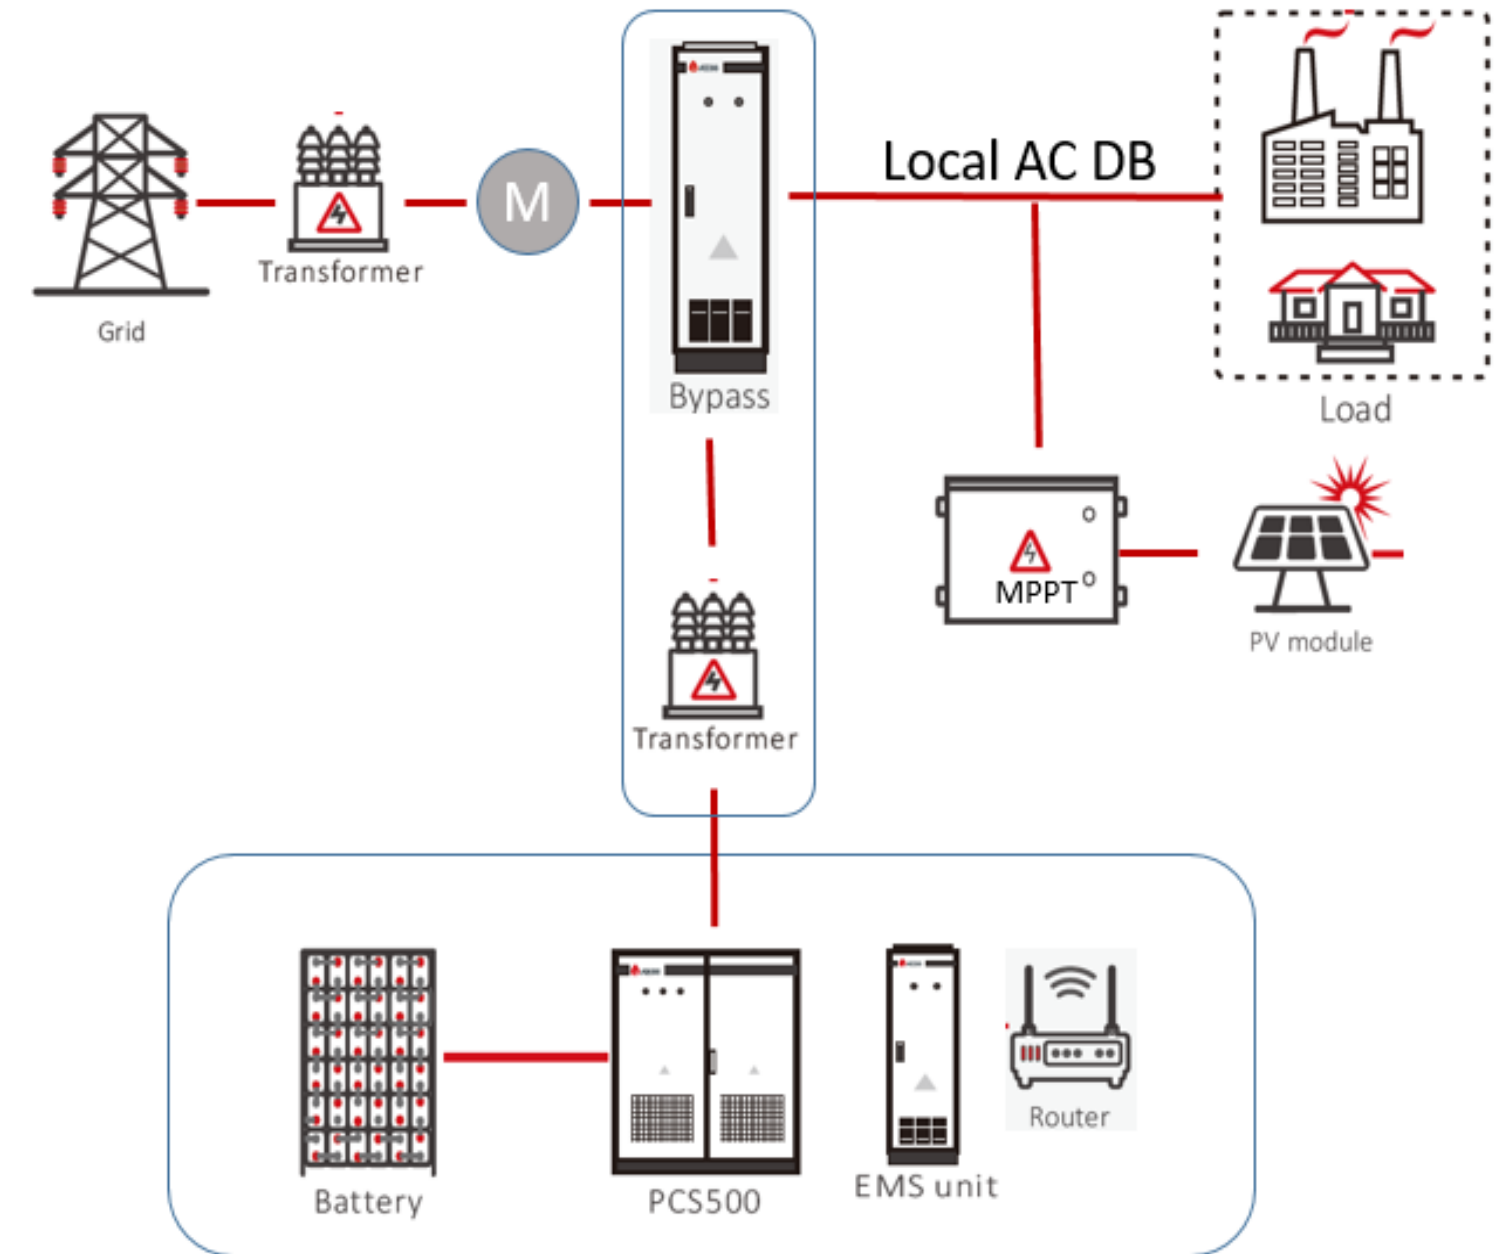 Local AC DB
M
Transformer
Grid
Bypass
Load
MPPT
PV module
Transformer
Router
Battery
PCS500
EMS unit